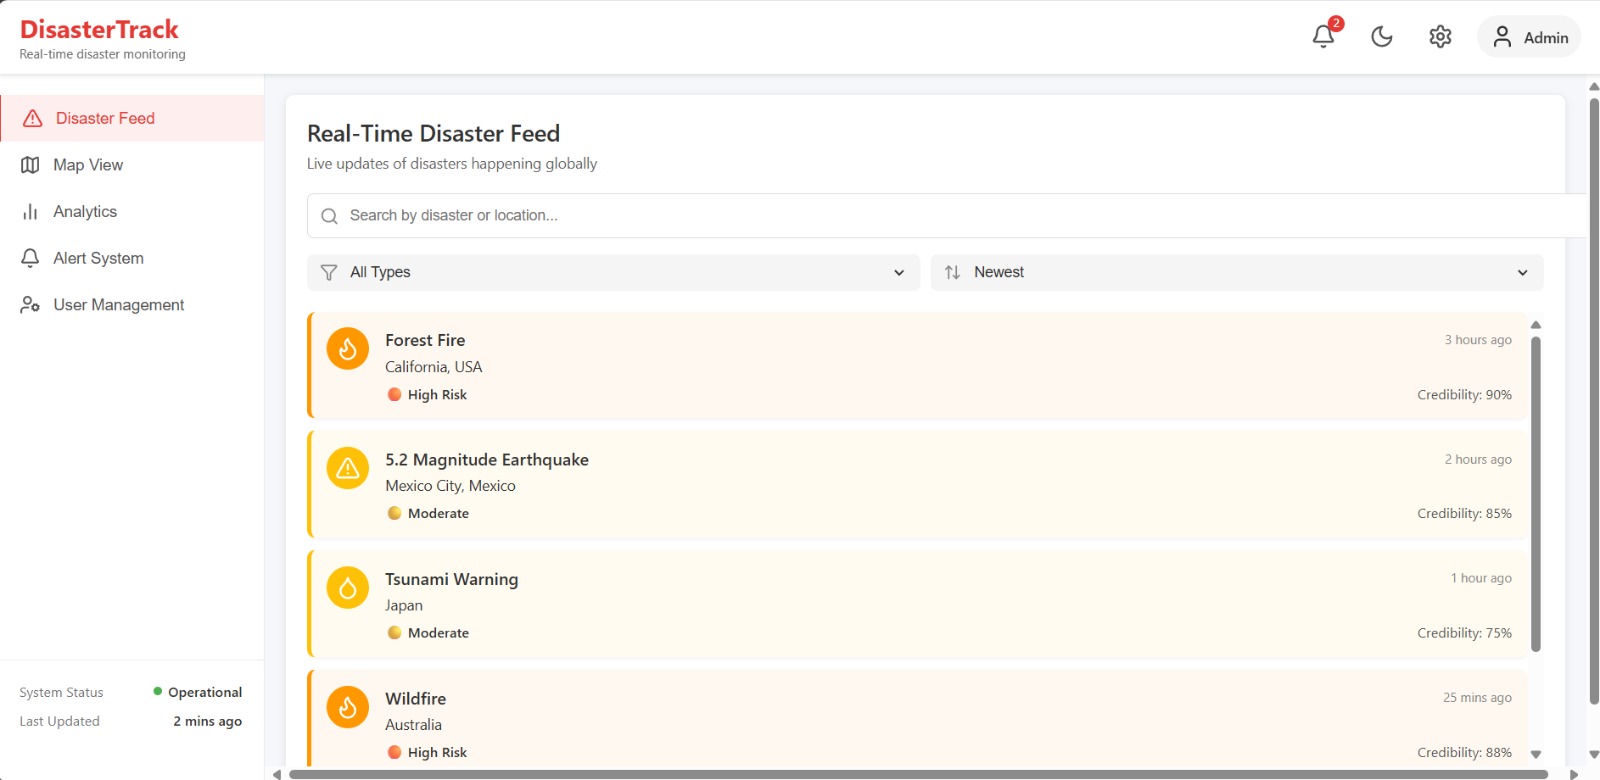 DisasterTrack
Real-time disaster monitoring
2
Admin
Disaster Feed
Map View
Analytics
Alert System
User Management
System Status
Operational
Last Updated
2 mins ago
Real-Time Disaster Feed
Live updates of disasters happening globally
Search by disaster or location...
All Types
Newest
Forest Fire
3 hours ago
California, USA
High Risk
Credibility: 90%
5.2 Magnitude Earthquake
2 hours ago
Mexico City, Mexico
Moderate
Credibility: 85%
Tsunami Warning
1 hour ago
Japan
Moderate
Credibility: 75%
Wildfire
25 mins ago
Australia
High Risk
Credibility: 88%